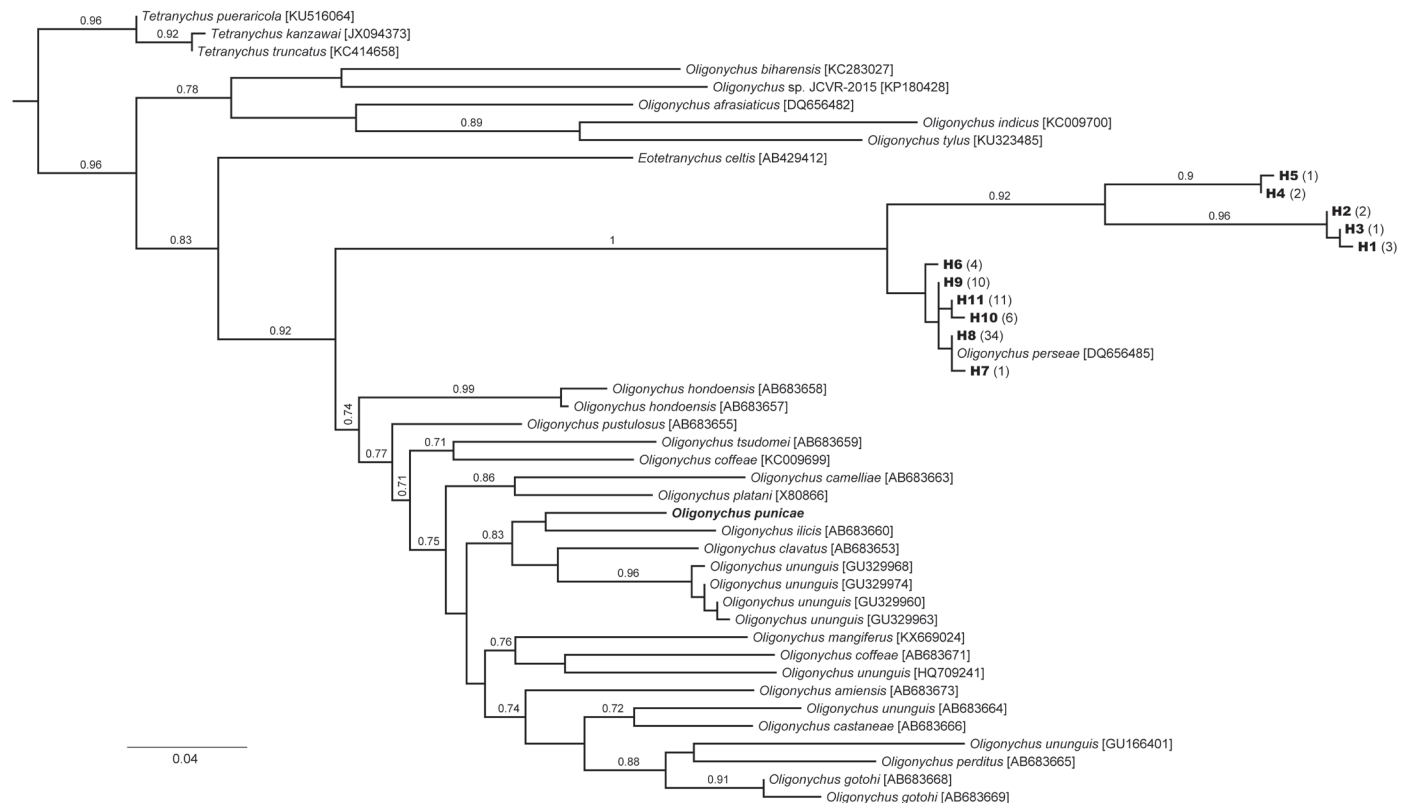 0.96
Tetranychus pueraricola [KU516064]
0.92
Tetranychus kanzawai [JX094373]
Tetranychus truncatus [KC414658]
Oligonychus biharensis [KC283027]
0.78
Oligonychus sp. JCVR-2015 [KP180428]
Oligonychus afrasiaticus [DQ656482]
0.89
Oligonychus indicus [KC009700]
Oligonychus tylus [KU323485]
0.96
Eotetranychus celtis [AB429412]
0.9
H5 (1)
H4 (2)
0.92
H2 (2)
0.96
H3 (1)
H1 (3)
0.83
1
H6 (4)
H9 (10)
H11 (11)
H10 (6)
0.92
H8 (34)
Oligonychus perseae [DQ656485]
H7 (1)
0.99
Oligonychus hondoensis [AB683658]
Oligonychus hondoensis [AB683657]
0.74
Oligonychus pustulosus [AB683655]
0.71
Oligonychus tsudomei [AB683659]
0.77
Oligonychus coffeae [KC009699]
0.71
0.86
Oligonychus camelliae [AB683663]
Oligonychus platani [X80866]
Oligonychus punicae
0.83
Oligonychus ilicis [AB683660]
0.75
Oligonychus clavatus [AB683653]
0.96
Oligonychus ununguis [GU329968]
Oligonychus ununguis [GU329974]
Oligonychus ununguis [GU329960]
Oligonychus ununguis [GU329963]
0.76
Oligonychus mangiferus [KX669024]
Oligonychus coffeae [AB683671]
Oligonychus ununguis [HQ709241]
Oligonychus amiensis [AB683673]
0.74
0.72
Oligonychus ununguis [AB683664]
Oligonychus castaneae [AB683666]
Oligonychus ununguis [GU166401]
0.04
0.88
Oligonychus perditus [AB683665]
0.91
Oligonychus gotohi [AB683668]
Oligonychus gotohi [AB683669]